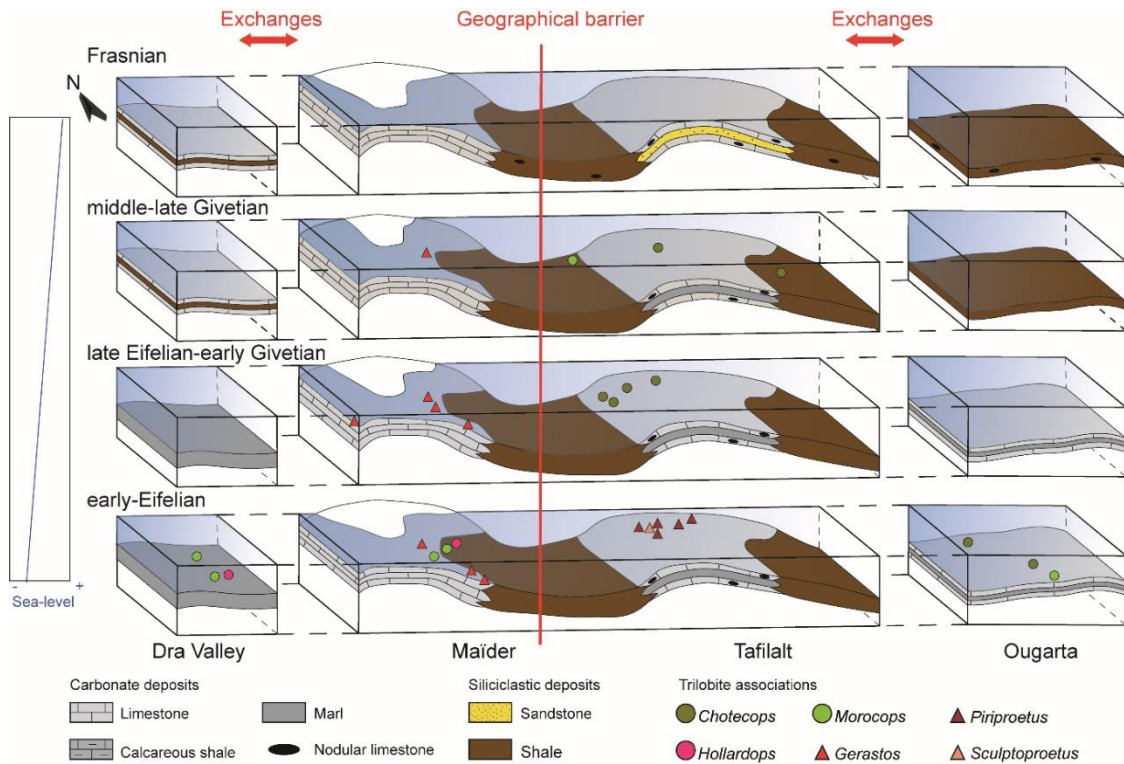 Exchanges
Geographical barrier
Exchanges
Frasnian
N
middle-late Givetian
late Eifelian-early Givetian
early-Eifelian
- +
Sea-level
Dra Valley
Maïder
Tafilalt
Ougarta
Carbonate deposits
Limestone
Marl
Calcareous shale
Nodular limestone
Siliciclastic deposits
Sandstone
Shale
Trilobite associations
Chotecops
Morocops
Piriproetus
Hollardops
Gerastos
Sculptoproetus